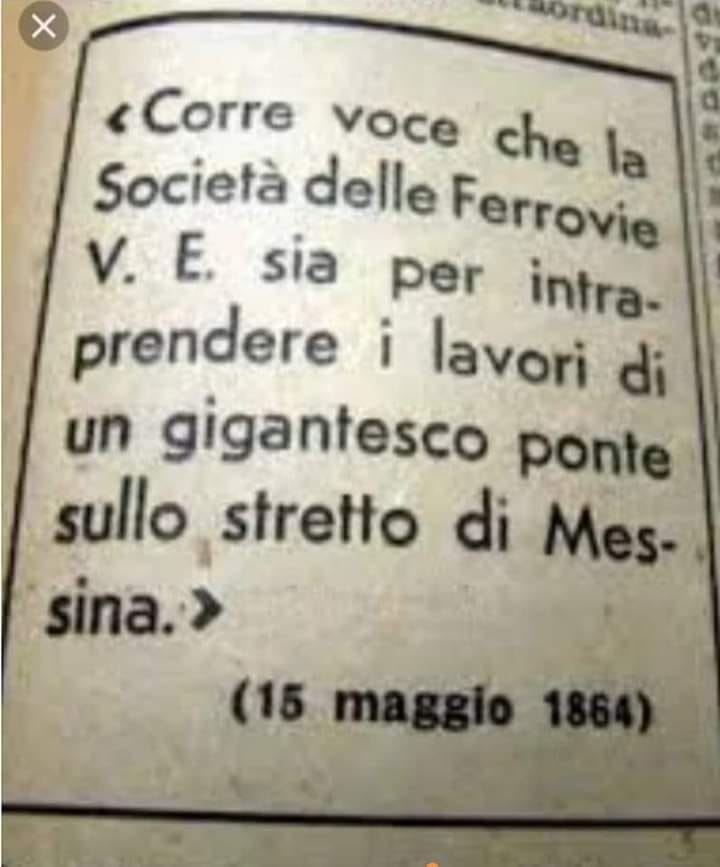 ‹ Corre voce che la
Società delle Ferrovie
V. E. sia per intra-
prendere i lavori di
un gigantesco ponte
sullo stretto di Mes-
sina. ›
(15 maggio 1864)